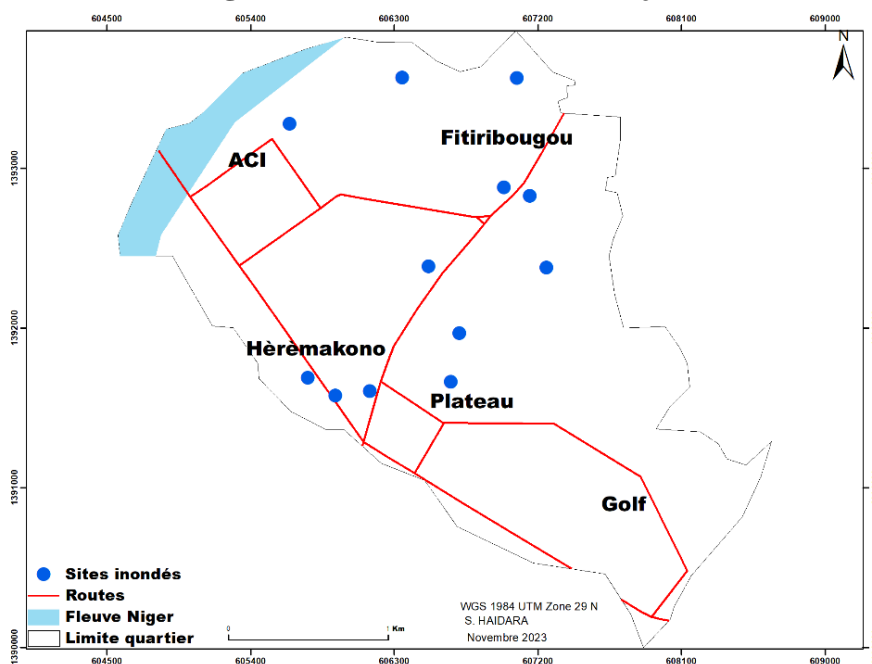 604500 605400 606300 607200 608100 609000
N
Fitiribougou
ACI
1393000
1392000
Hèrèmakono
Plateau
1391000
Golf
Sites inondés
Routes
Fleuve Niger
Limite quartier
0 1 Km
WGS 1984 UTM Zone 29 N
S. HAIDARA
Novembre 2023
1390000
604500 605400 606300 607200 608100 609000